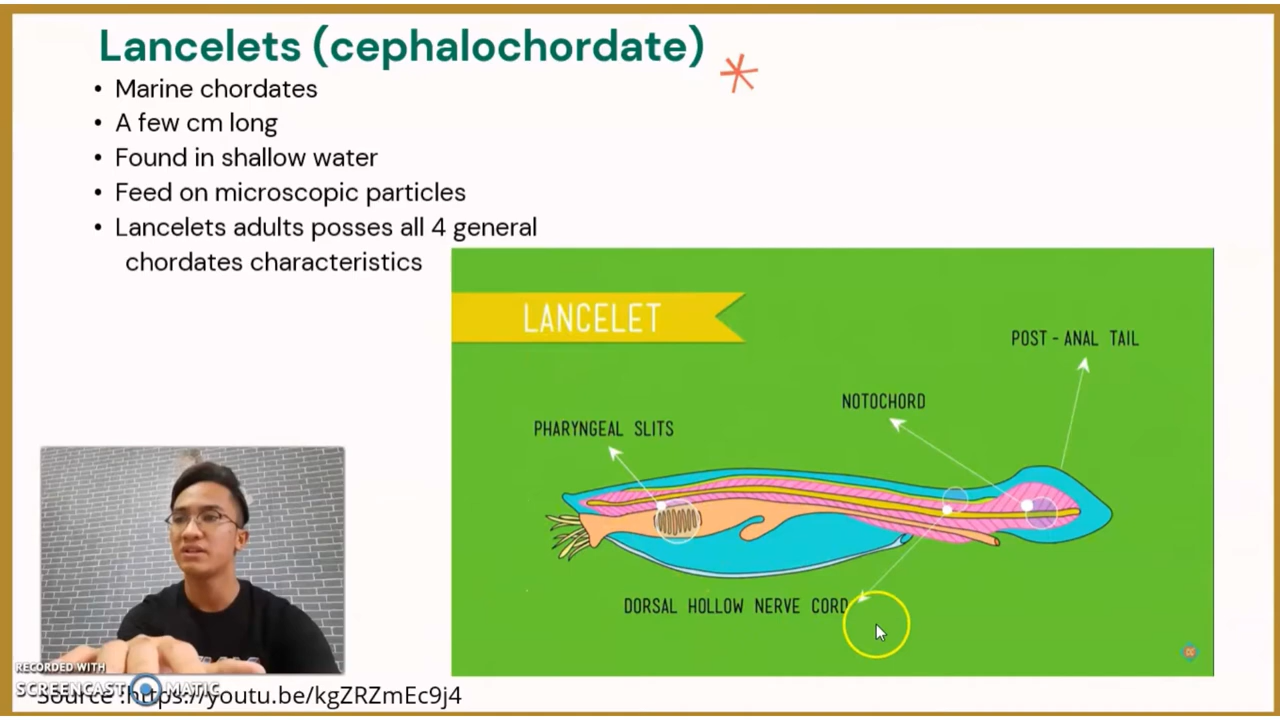 Lancelets (cephalochordate)
• Marine chordates
• A few cm long
• Found in shallow water
• Feed on microscopic particles
• Lancelets adults posses all 4 general
chordates characteristics
LANCELET
POST - ANAL TAIL
NOTOCHORD
PHARYNGEAL SLITS
DORSAL HOLLOW NERVE CORD
RECORDED WITH
SCREENCAST MATIC
Source :https://youtu.be/kgZRZmEc9j4